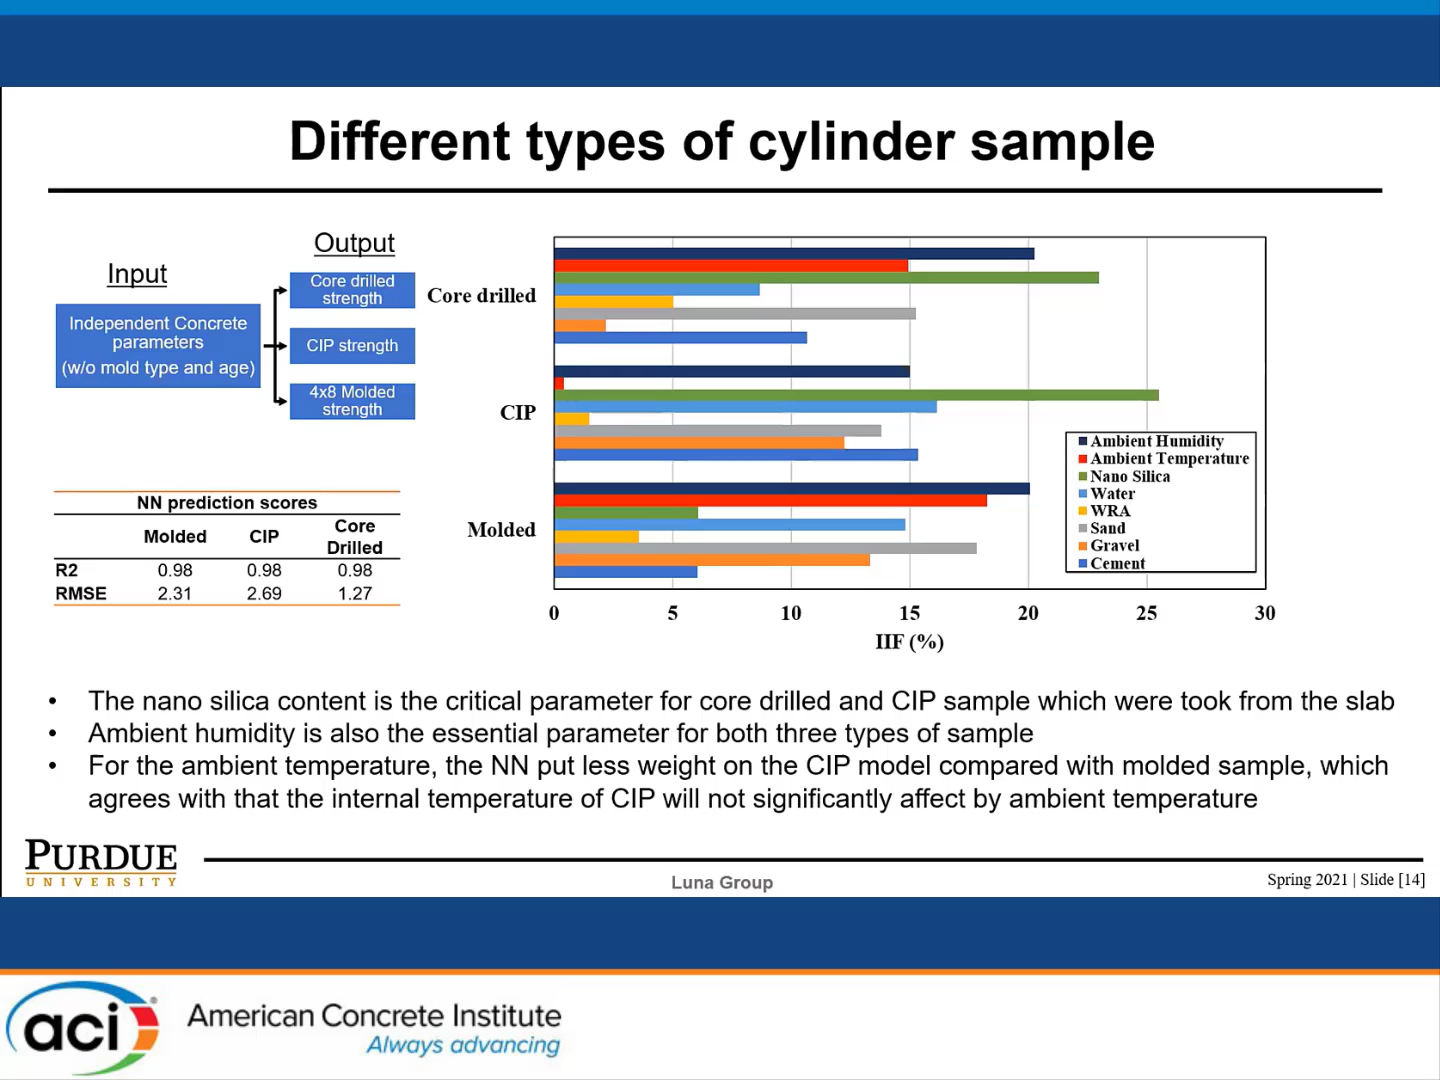 Different types of cylinder sample
Input
Output
Independent Concrete
parameters
(w/o mold type and age)
Core drilled
strength
CIP strength
4x8 Molded
strength
NN prediction scores
Molded CIP Core
Drilled
R2 0.98 0.98 0.98
RMSE 2.31 2.69 1.27
Core drilled
CIP
Molded
Ambient Humidity
Ambient Temperature
Nano Silica
Water
WRA
Sand
Gravel
Cement
0 5 10 15 20 25 30
IIF (%)
• The nano silica content is the critical parameter for core drilled and CIP sample which were took from the slab
• Ambient humidity is also the essential parameter for both three types of sample
• For the ambient temperature, the NN put less weight on the CIP model compared with molded sample, which
agrees with that the internal temperature of CIP will not significantly affect by ambient temperature
PURDUE
UNIVERSITY
Luna Group
Spring 2021 | Slide [14]
aci
American Concrete Institute
Always advancing